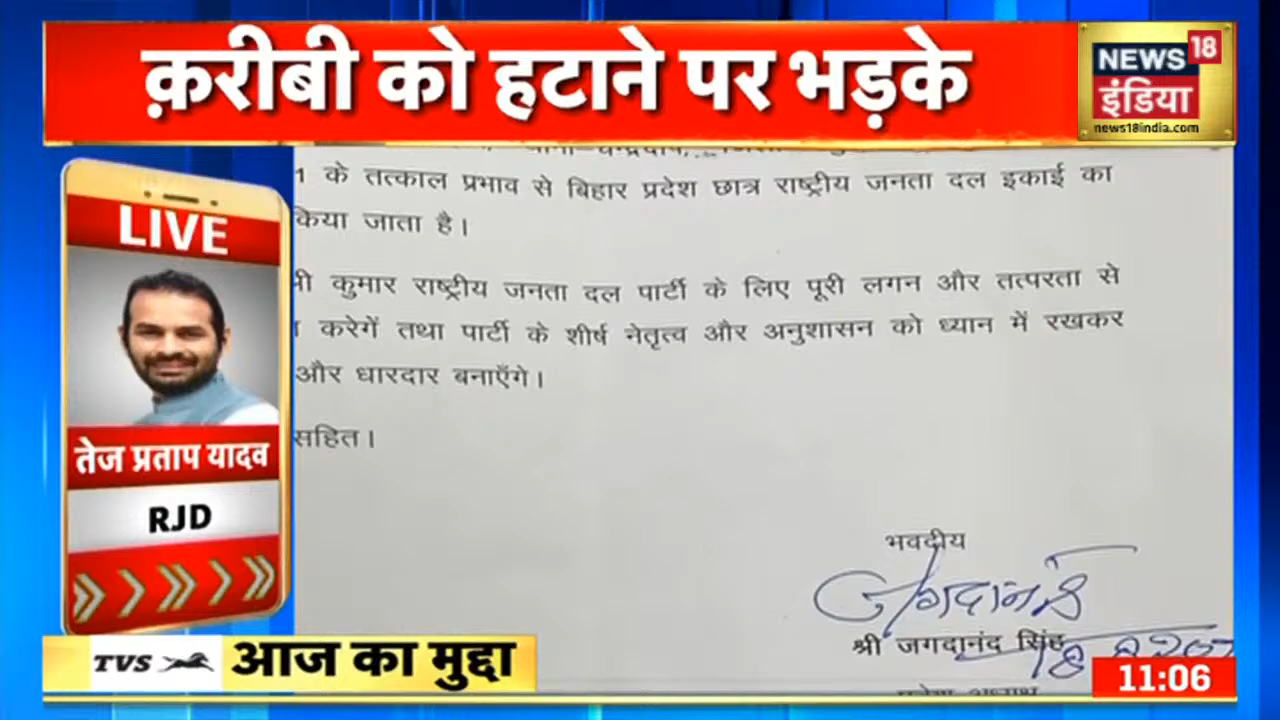 क़रीबी को हटाने पर भड़के
NEWS 18
इंडिया
news18india.com
1 के तत्काल प्रभाव से बिहार प्रदेश छात्र राष्ट्रीय जनता दल इकाई का
किया जाता है।
LIVE
कुमार राष्ट्रीय जनता दल पार्टी के लिए पूरी लगन और तत्परता से
करेगें तथा पार्टी के शीर्ष नेतृत्व और अनुशासन को ध्यान में रखकर
और धारदार बनाएँगे।
सहित।
तेज प्रताप यादव
RJD
भवदीय
श्री जगदानंद सिंह
TVS
आज का मुद्दा
11:06